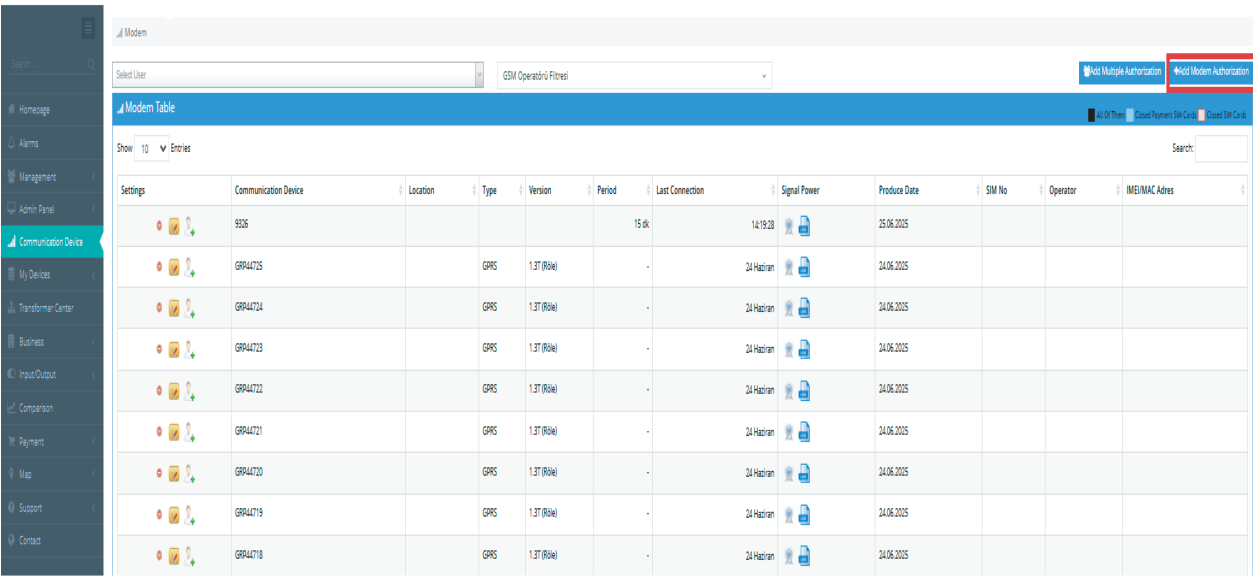 Modem
Search...
Select User
GSM Operatörü Filtresi
Add Multiple Authorization
Add Modem Authorization
Modem Table
All Of Them
Closed Payment SIM Cards
Closed SIM Cards
Show 10 Entries
Search:
Homepage
Alarms
Management
Admin Panel
Communication Device
My Devices
Transformer Center
Business
Input/Output
Comparison
Payment
Map
Support
Contact
Settings Communication Device Location Type Version Period Last Connection Signal Power Produce Date SIM No Operator IMEI/MAC Adres
9326 15 dk 14:19:28 25.06.2025
GRP44725 GPRS 1.3T (Röle) - 24 Haziran 24.06.2025
GRP44724 GPRS 1.3T (Röle) - 24 Haziran 24.06.2025
GRP44723 GPRS 1.3T (Röle) - 24 Haziran 24.06.2025
GRP44722 GPRS 1.3T (Röle) - 24 Haziran 24.06.2025
GRP44721 GPRS 1.3T (Röle) - 24 Haziran 24.06.2025
GRP44720 GPRS 1.3T (Röle) - 24 Haziran 24.06.2025
GRP44719 GPRS 1.3T (Röle) - 24 Haziran 24.06.2025
GRP44718 GPRS 1.3T (Röle) - 24 Haziran 24.06.2025